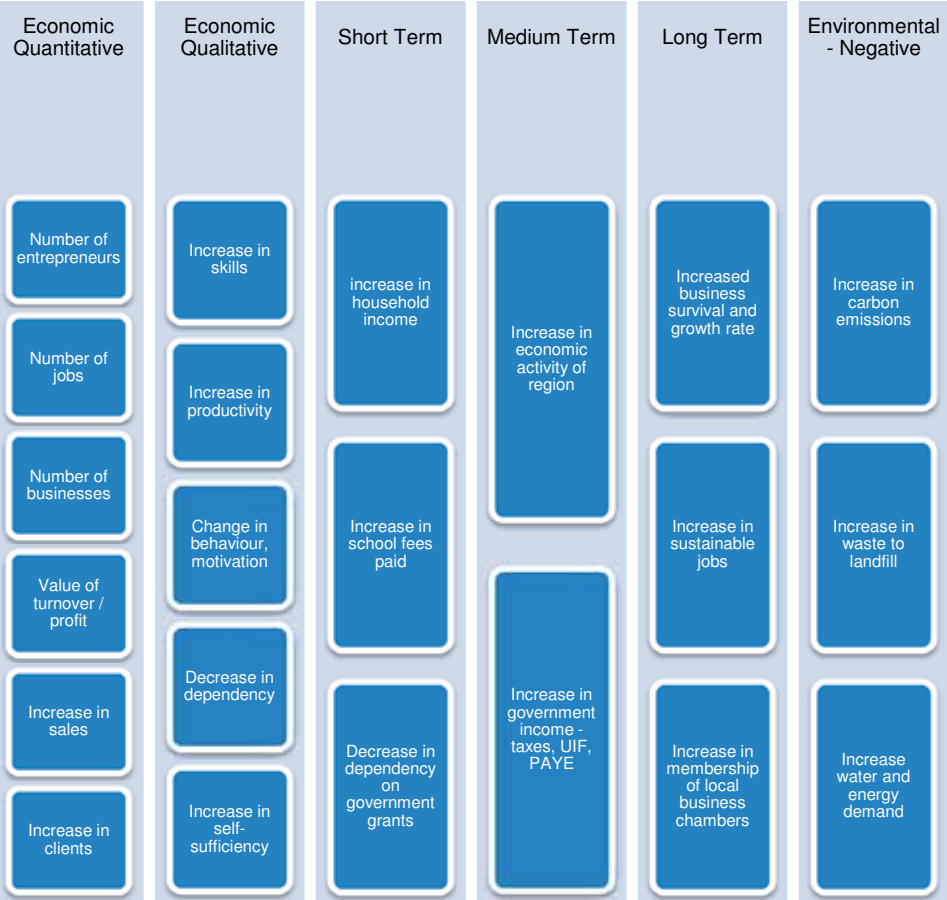 Economic
Quantitative
Number of
entrepreneurs
Number of
jobs
Number of
businesses
Value of
turnover /
profit
Increase in
sales
Increase in
clients
Economic
Qualitative
Increase in
skills
Increase in
productivity
Change in
behaviour,
motivation
Decrease in
dependency
Increase in
self-
sufficiency
Short Term
increase in
household
income
Increase in
school fees
paid
Decrease in
dependency
on
government
grants
Medium Term
Increase in
economic
activity of
region
Increase in
government
income -
taxes, UIF,
PAYE
Long Term
Increased
business
survival and
growth rate
Increase in
sustainable
jobs
Increase in
membership
of local
business
chambers
Environmental
- Negative
Increase in
carbon
emissions
Increase in
waste to
landfill
Increase
water and
energy
demand